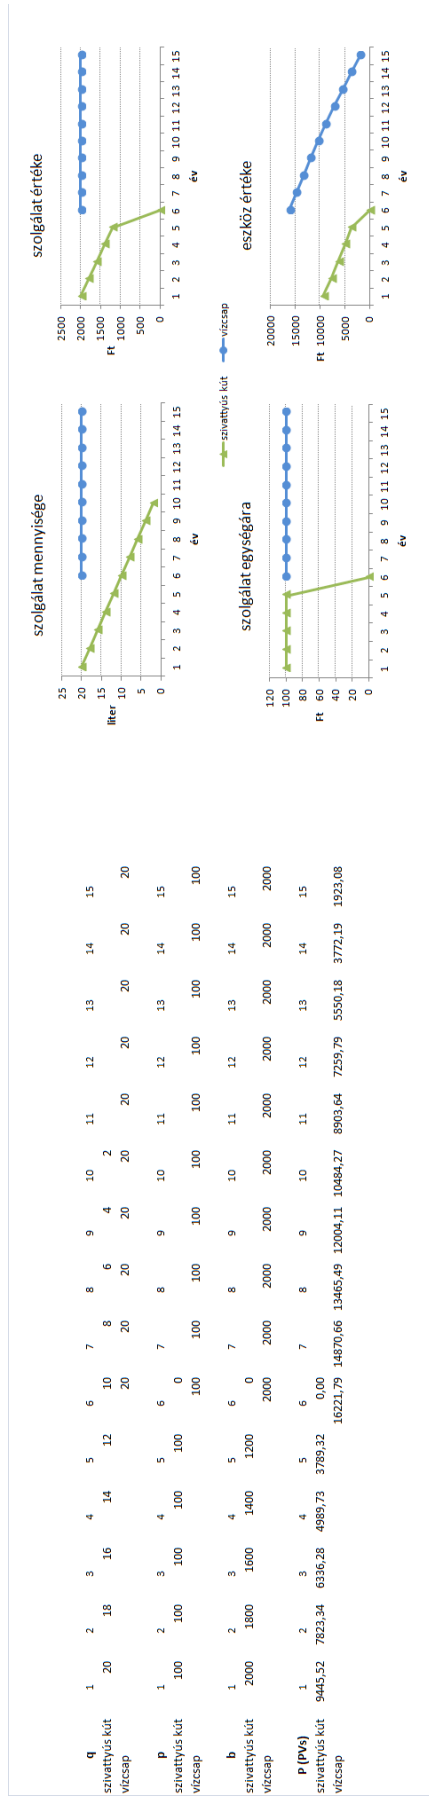 q 1 2 3 4 5 6 7 8 9 10 11 12 13 14 15
szivattyús kút 20 18 16 14 12 10 8 6 4 2
vízcsap 20 20 20 20 20 20 20 20 20 20
p 1 2 3 4 5 6 7 8 9 10 11 12 13 14 15
szivattyús kút 100 100 100 100 100 0
vízcsap 100 100 100 100 100 100 100 100 100 100
b 1 2 3 4 5 6 7 8 9 10 11 12 13 14 15
szivattyús kút 2000 1800 1600 1400 1200 0
vízcsap 2000 2000 2000 2000 2000 2000 2000 2000 2000 2000
P (PVs) 1 2 3 4 5 6 7 8 9 10 11 12 13 14 15
szivattyús kút 9445,52 7823,34 6336,28 4989,73 3789,32 0,00
vízcsap 16221,79 14870,66 13465,49 12004,11 10484,27 8903,64 7259,79 5550,18 3772,19 1923,08
szolgálat mennyisége
25
20
15
10
5
0
liter
1 2 3 4 5 6 7 8 9 10 11 12 13 14 15
év
szolgálat értéke
2500
2000
1500
1000
500
0
Ft
1 2 3 4 5 6 7 8 9 10 11 12 13 14 15
év
szivattyús kút vízcsap
szolgálat egységára
120
100
80
60
40
20
0
Ft
1 2 3 4 5 6 7 8 9 10 11 12 13 14 15
év
eszköz értéke
20000
15000
10000
5000
0
Ft
1 2 3 4 5 6 7 8 9 10 11 12 13 14 15
év